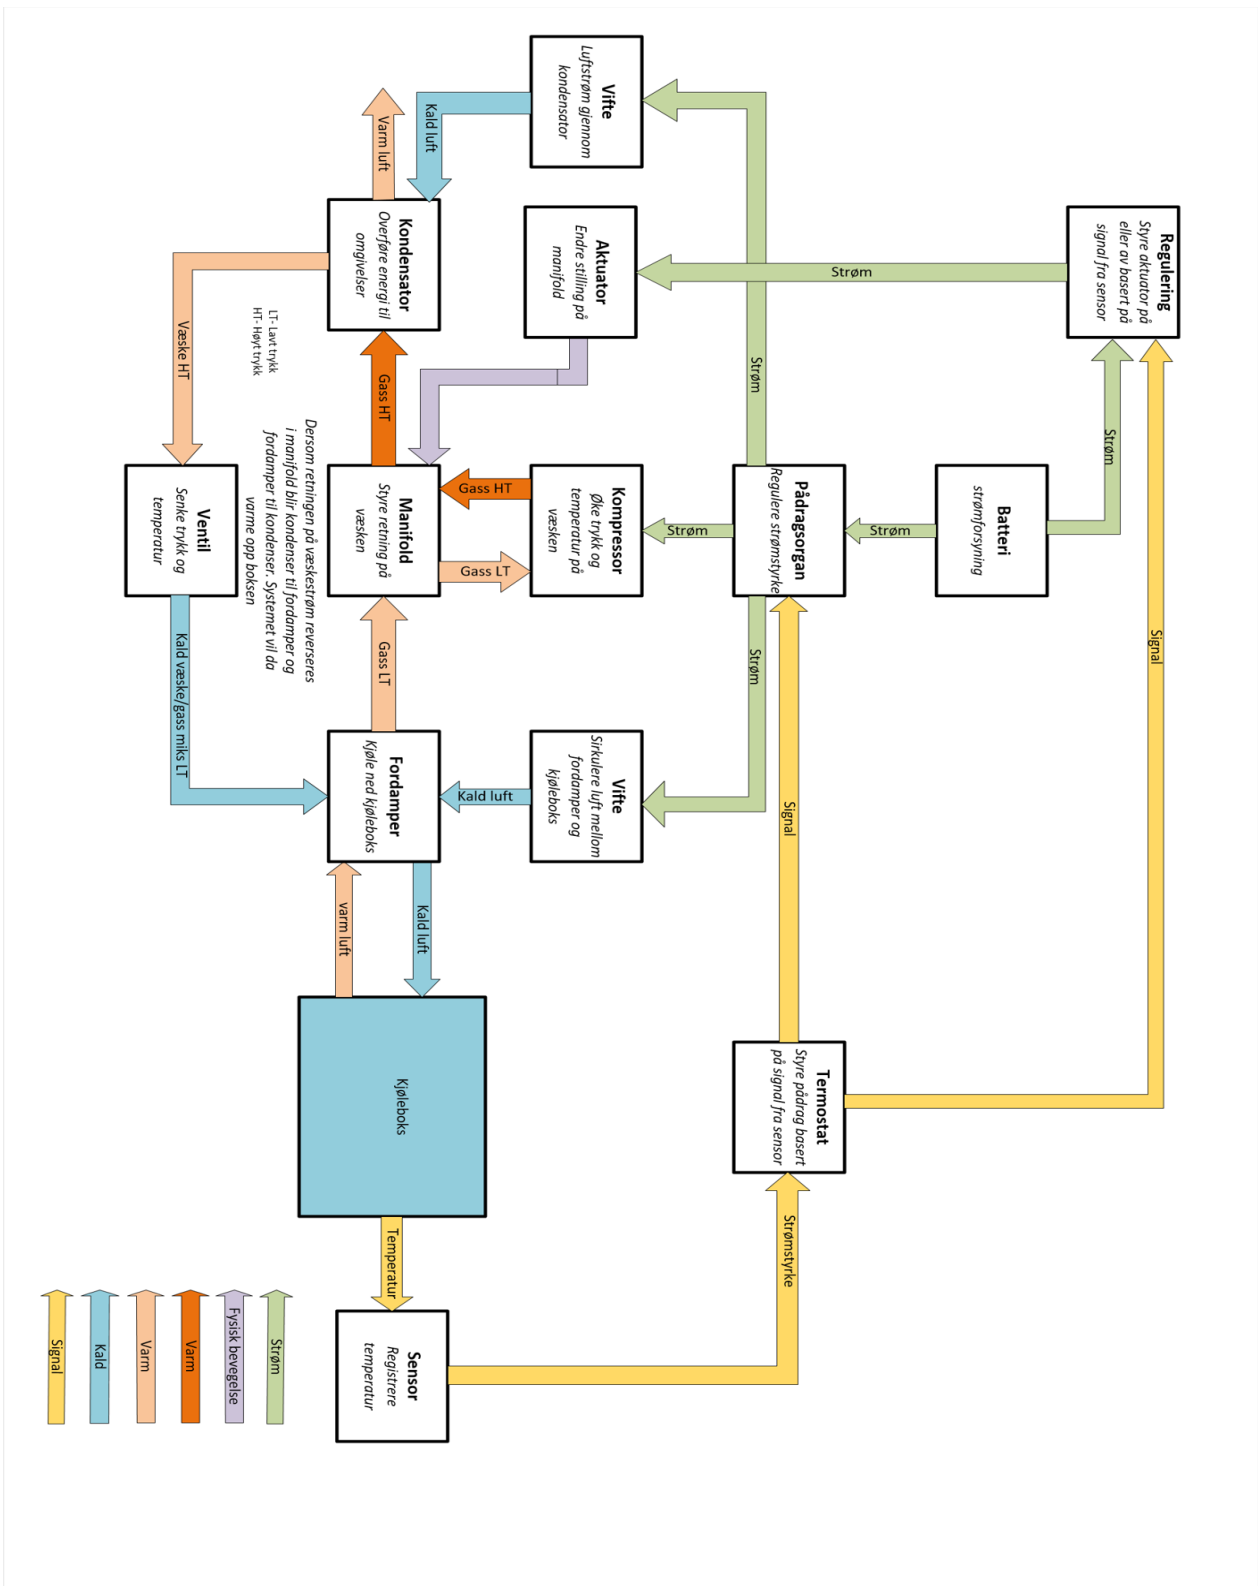 Regulering
Styre aktuator på
eller av basert på
signal fra sensor
Strøm
Signal
Batteri
strømforsyning
Strøm
Termostat
Styre pådrag basert
på signal fra sensor
Signal
Strømstyrke
Pådragsorgan
Regulere strømstyrke
Strøm
Strøm
Strøm
Strøm
Vifte
Luftstrøm gjennom
kondensator
Aktuator
Endre stilling på
manifold
Kompressor
Øke trykk og
temperatur på
væsken
Vifte
Sirkulere luft mellom
fordamper og
kjøleboks
Kald luft
Gass HT
Gass LT
Kald luft
Varm luft
Kondensator
Overføre energi til
omgivelser
Gass HT
Manifold
Styre retning på
væsken
Gass LT
Fordamper
Kjøle ned kjøleboks
Kald luft
varm luft
Kjøleboks
Temperatur
Sensor
Registrere
temperatur
LT- Lavt trykk
HT- Høyt trykk
Dersom retningen på væskestrøm reverseres
i manifold blir kondenser til fordamper og
fordamper til kondenser. Systemet vil da
varme opp boksen
Væske HT
Ventil
Senke trykk og
temperatur
Kald væske/gass miks LT
Strøm
Fysisk bevegelse
Varm
Varm
Kald
Signal